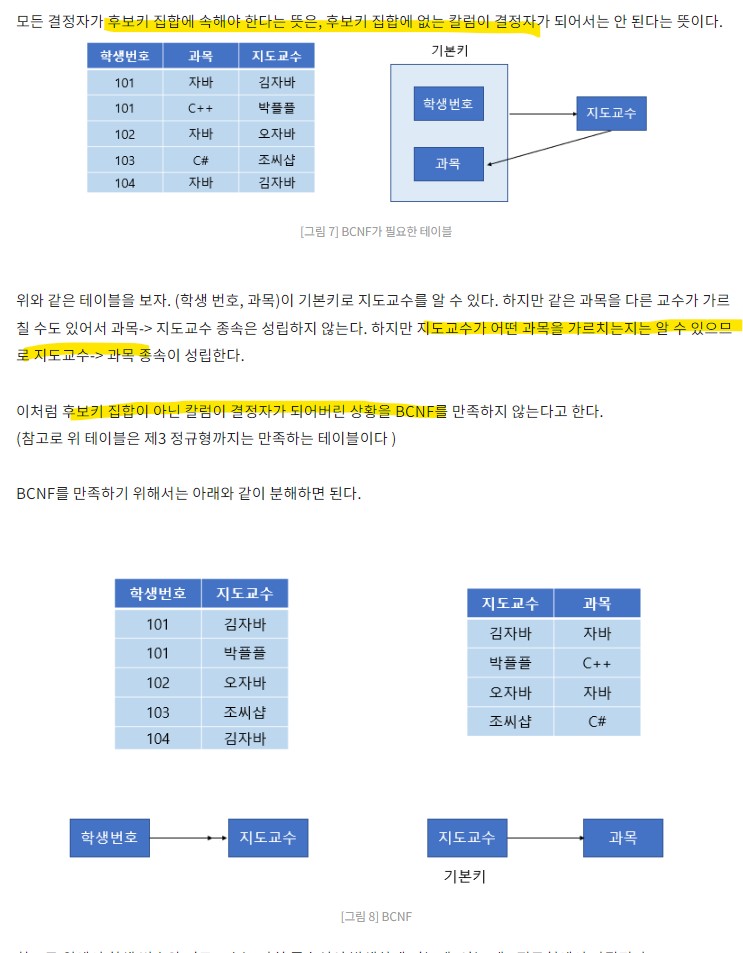 모든 결정자가 후보키 집합에 속해야 한다는 뜻은, 후보키 집합에 없는 칼럼이 결정자가 되어서는 안 된다는 뜻이다.
학생번호 과목 지도교수
101 자바 김자바
101 C++ 박플플
102 자바 오자바
103 C# 조씨샵
104 자바 김자바
기본키
학생번호
지도교수
과목
[그림 7] BCNF가 필요한 테이블
위와 같은 테이블을 보자. (학생 번호, 과목)이 기본키로 지도교수를 알 수 있다. 하지만 같은 과목을 다른 교수가 가르
칠 수도 있어서 과목-> 지도교수 종속은 성립하지 않는다. 하지만 지도교수가 어떤 과목을 가르치는지는 알 수 있으므
로 지도교수-> 과목 종속이 성립한다.
이처럼 후보키 집합이 아닌 칼럼이 결정자가 되어버린 상황을 BCNF를 만족하지 않는다고 한다.
(참고로 위 테이블은 제3 정규형까지는 만족하는 테이블이다 )
BCNF를 만족하기 위해서는 아래와 같이 분해하면 된다.
학생번호 지도교수
101 김자바
101 박플플
102 오자바
103 조씨샵
104 김자바
지도교수 과목
김자바 자바
박플플 C++
오자바 자바
조씨샵 C#
학생번호 지도교수
지도교수 과목
기본키
[그림 8] BCNF